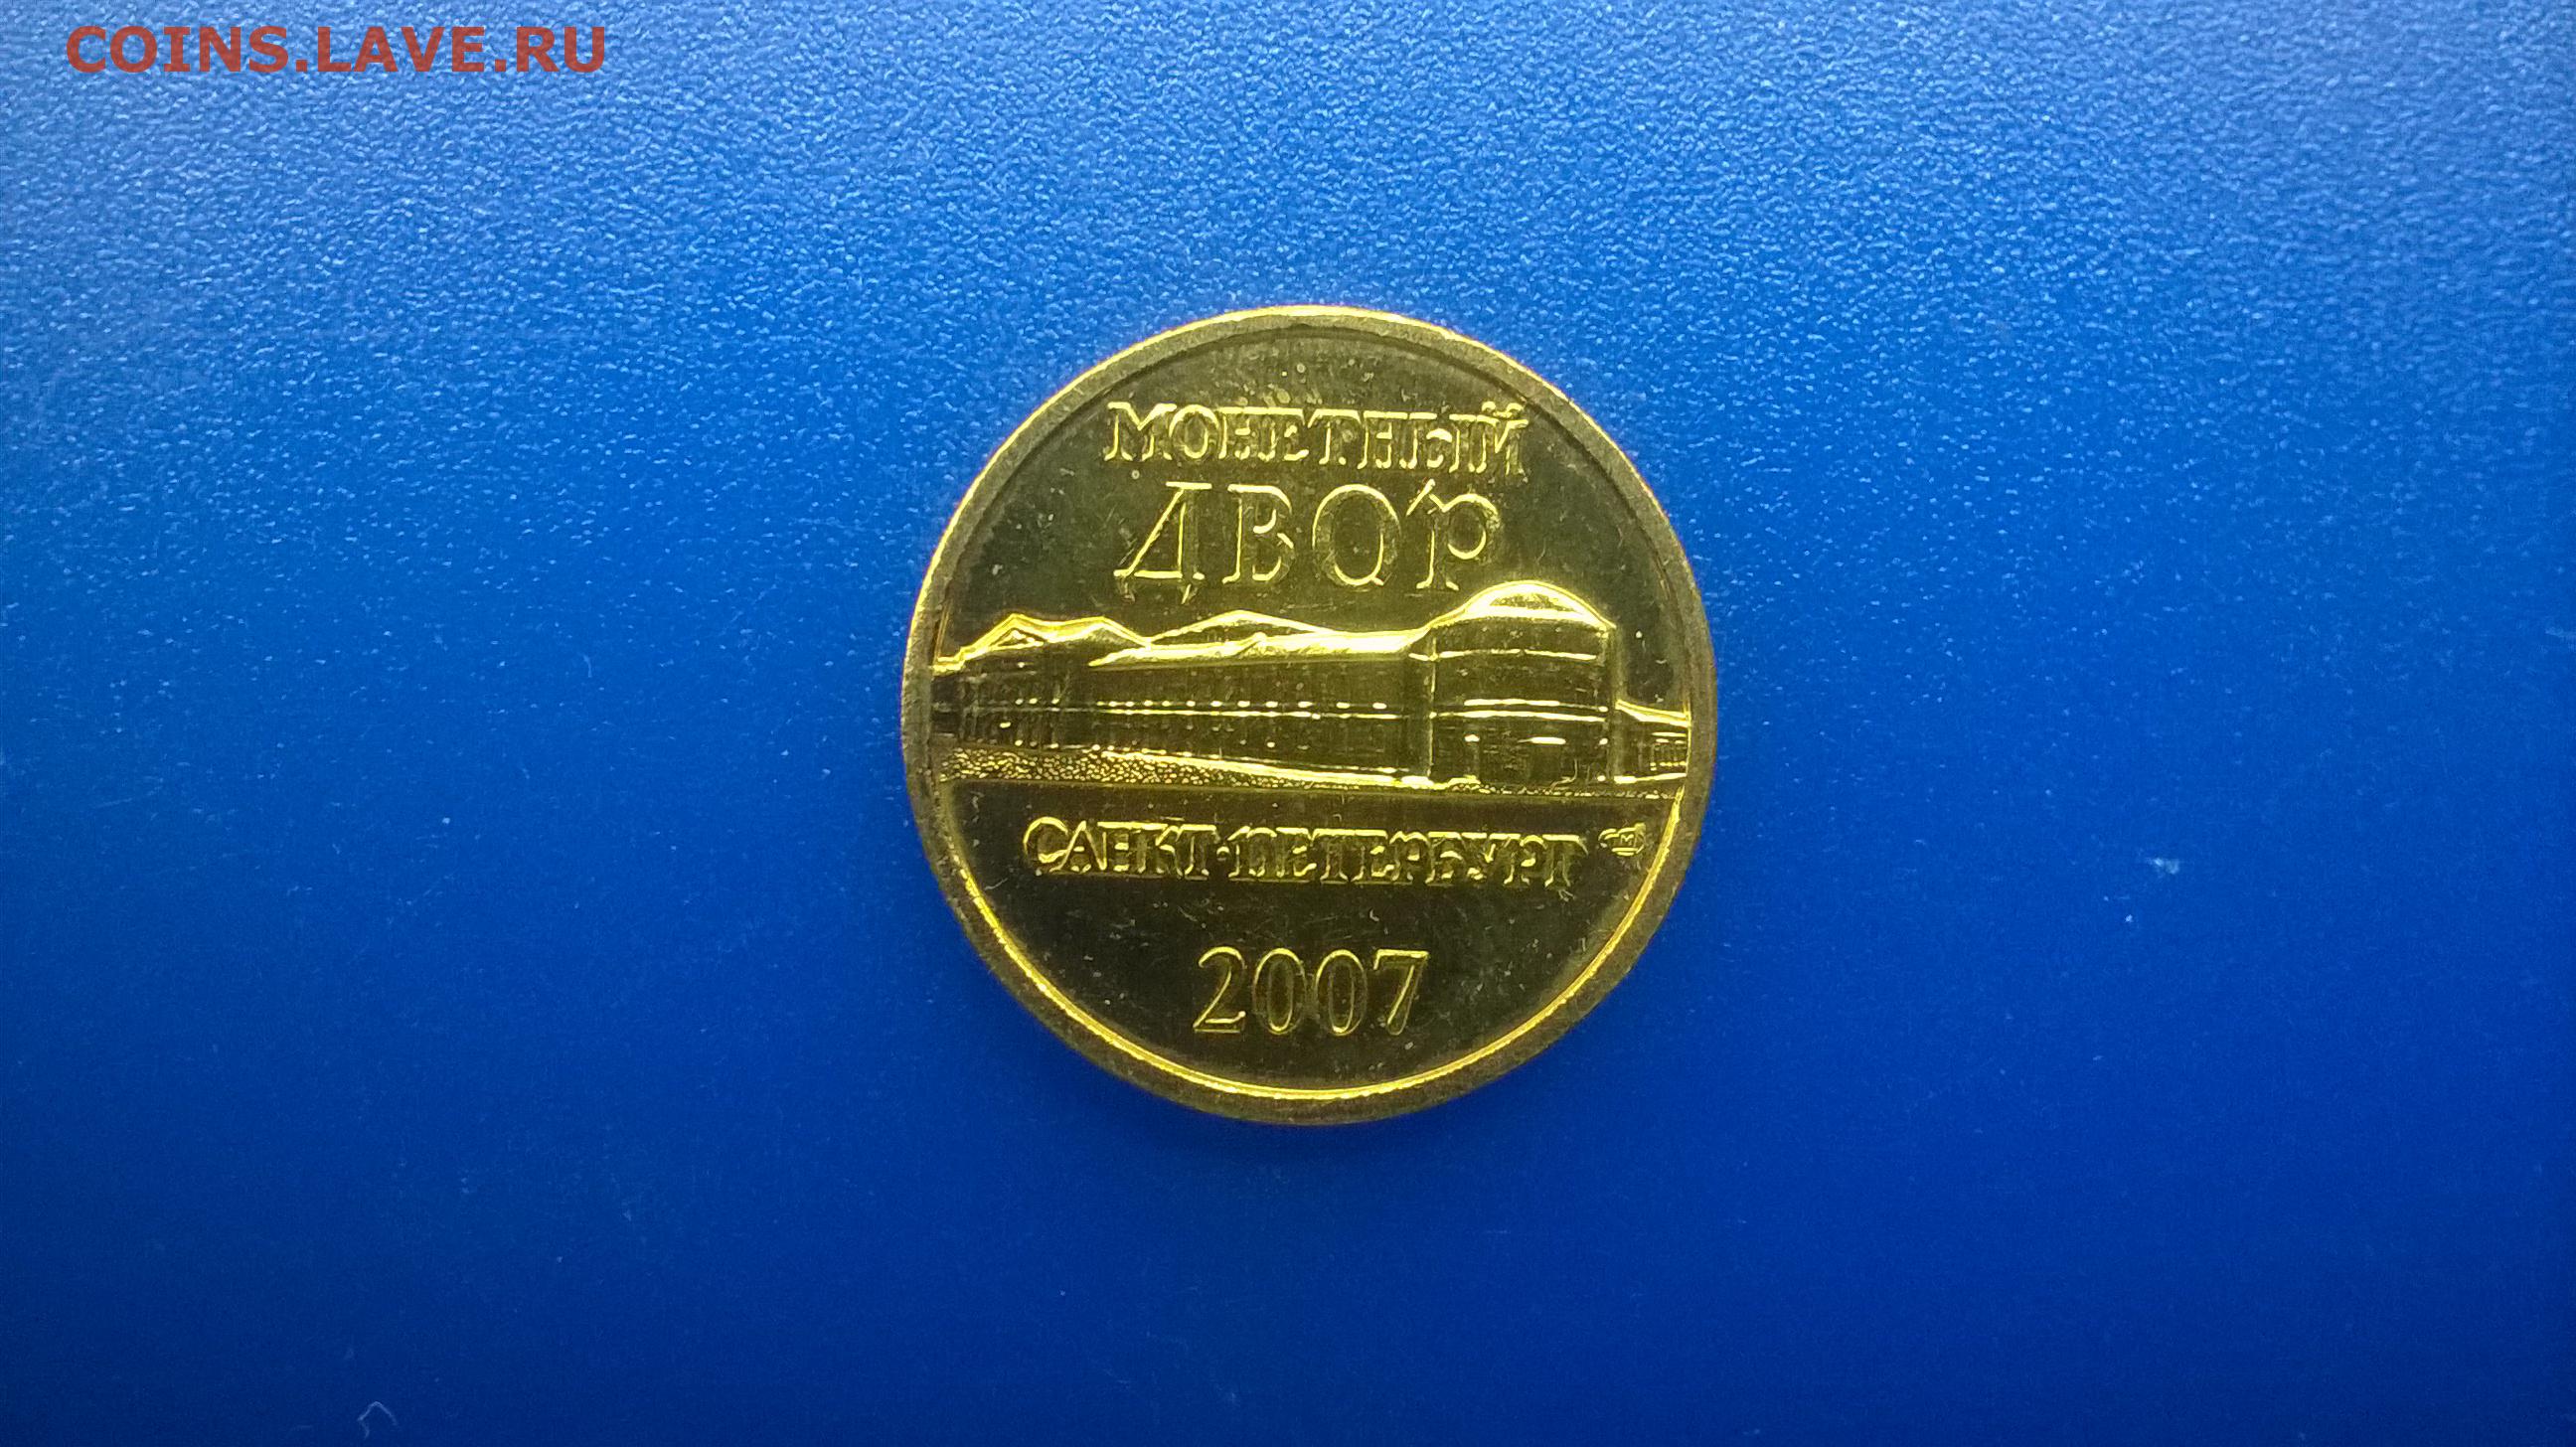 COINS.LAVE.RU
МОНЕТНЫЙ
ДВОР
САНКТ-ПЕТЕРБУРГ
2007